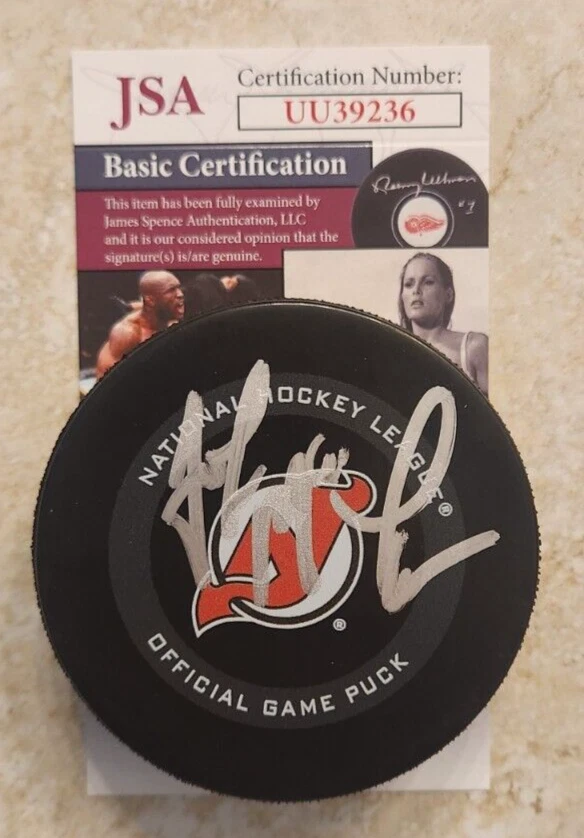 JSA
Certification Number:
UU39236
Basic Certification
This item has been fully examined by
James Spence Authentication, LLC
and it is our considered opinion that the
signature(s) is/are genuine.
NATIONAL HOCKEY LEAGUE®
®
OFFICIAL GAME PUCK